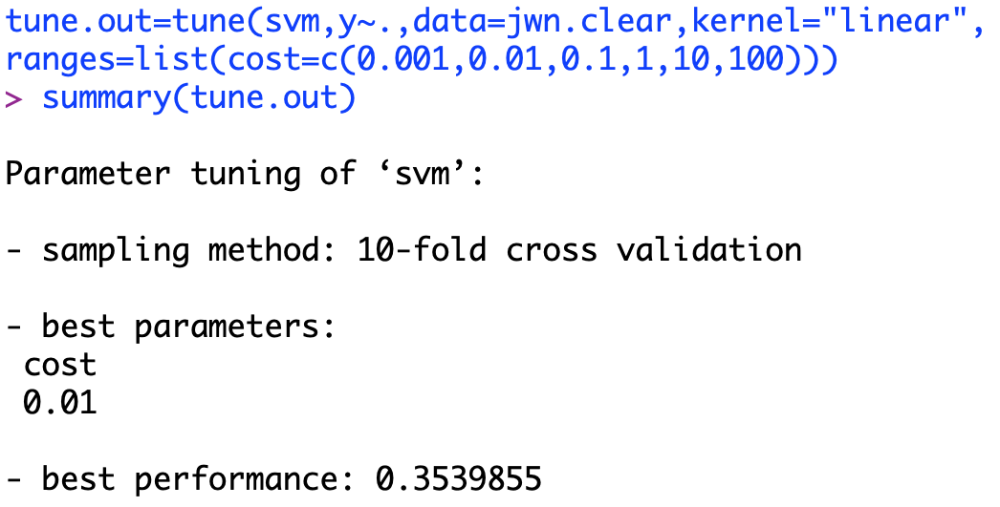 tune.out=tune(svm,y~.,data=jwn.clear,kernel="linear",
ranges=list(cost=c(0.001,0.01,0.1,1,10,100)))
> summary(tune.out)
Parameter tuning of ‘svm’:
- sampling method: 10-fold cross validation
- best parameters:
cost
0.01
- best performance: 0.3539855